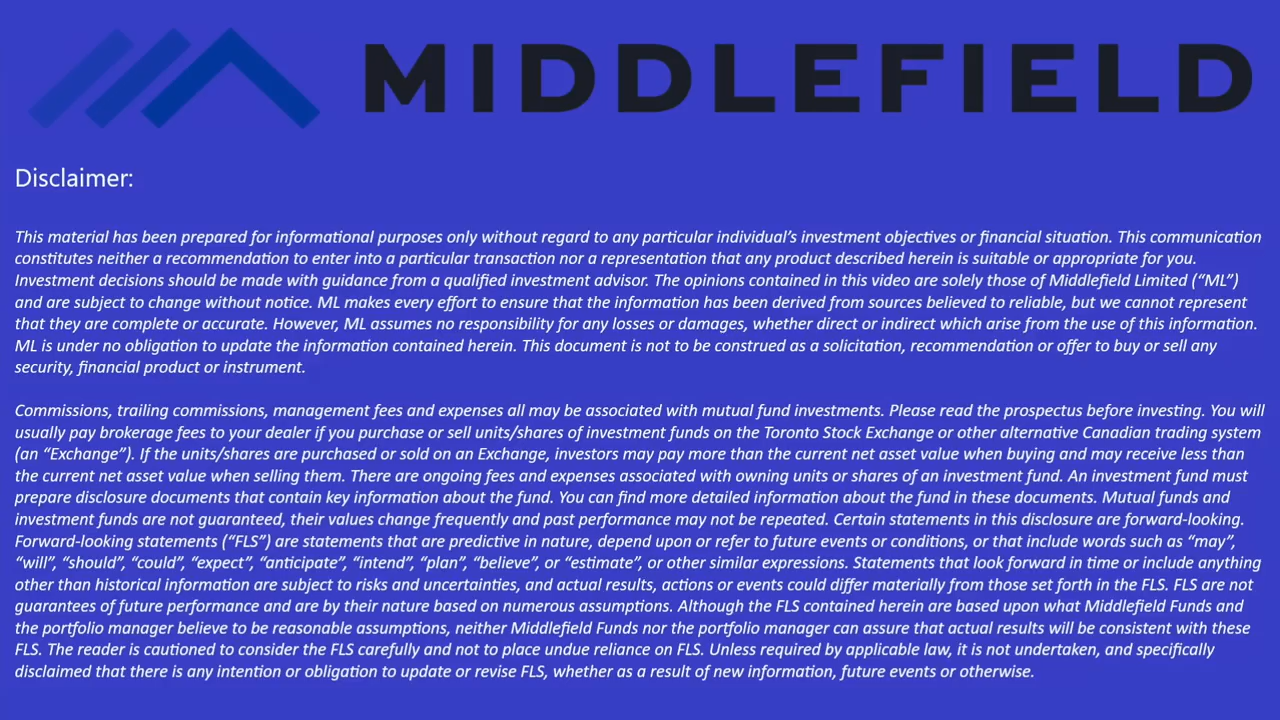 MIDDLEFIELD
Disclaimer:
This material has been prepared for informational purposes only without regard to any particular individual's investment objectives or financial situation. This communication
constitutes neither a recommendation to enter into a particular transaction nor a representation that any product described herein is suitable or appropriate for you.
Investment decisions should be made with guidance from a qualified investment advisor. The opinions contained in this video are solely those of Middlefield Limited (“ML”)
and are subject to change without notice. ML makes every effort to ensure that the information has been derived from sources believed to reliable, but we cannot represent
that they are complete or accurate. However, ML assumes no responsibility for any losses or damages, whether direct or indirect which arise from the use of this information.
ML is under no obligation to update the information contained herein. This document is not to be construed as a solicitation, recommendation or offer to buy or sell any
security, financial product or instrument.
Commissions, trailing commissions, management fees and expenses all may be associated with mutual fund investments. Please read the prospectus before investing. You will
usually pay brokerage fees to your dealer if you purchase or sell units/shares of investment funds on the Toronto Stock Exchange or other alternative Canadian trading system
(an “Exchange”). If the units/shares are purchased or sold on an Exchange, investors may pay more than the current net asset value when buying and may receive less than
the current net asset value when selling them. There are ongoing fees and expenses associated with owning units or shares of an investment fund. An investment fund must
prepare disclosure documents that contain key information about the fund. You can find more detailed information about the fund in these documents. Mutual funds and
investment funds are not guaranteed, their values change frequently and past performance may not be repeated. Certain statements in this disclosure are forward-looking.
Forward-looking statements (“FLS”) are statements that are predictive in nature, depend upon or refer to future events or conditions, or that include words such as “may”,
“will”, “should”, “could”, “expect”, “anticipate”, “intend”, “plan”, “believe”, or “estimate”, or other similar expressions. Statements that look forward in time or include anything
other than historical information are subject to risks and uncertainties, and actual results, actions or events could differ materially from those set forth in the FLS. FLS are not
guarantees of future performance and are by their nature based on numerous assumptions. Although the FLS contained herein are based upon what Middlefield Funds and
the portfolio manager believe to be reasonable assumptions, neither Middlefield Funds nor the portfolio manager can assure that actual results will be consistent with these
FLS. The reader is cautioned to consider the FLS carefully and not to place undue reliance on FLS. Unless required by applicable law, it is not undertaken, and specifically
disclaimed that there is any intention or obligation to update or revise FLS, whether as a result of new information, future events or otherwise.